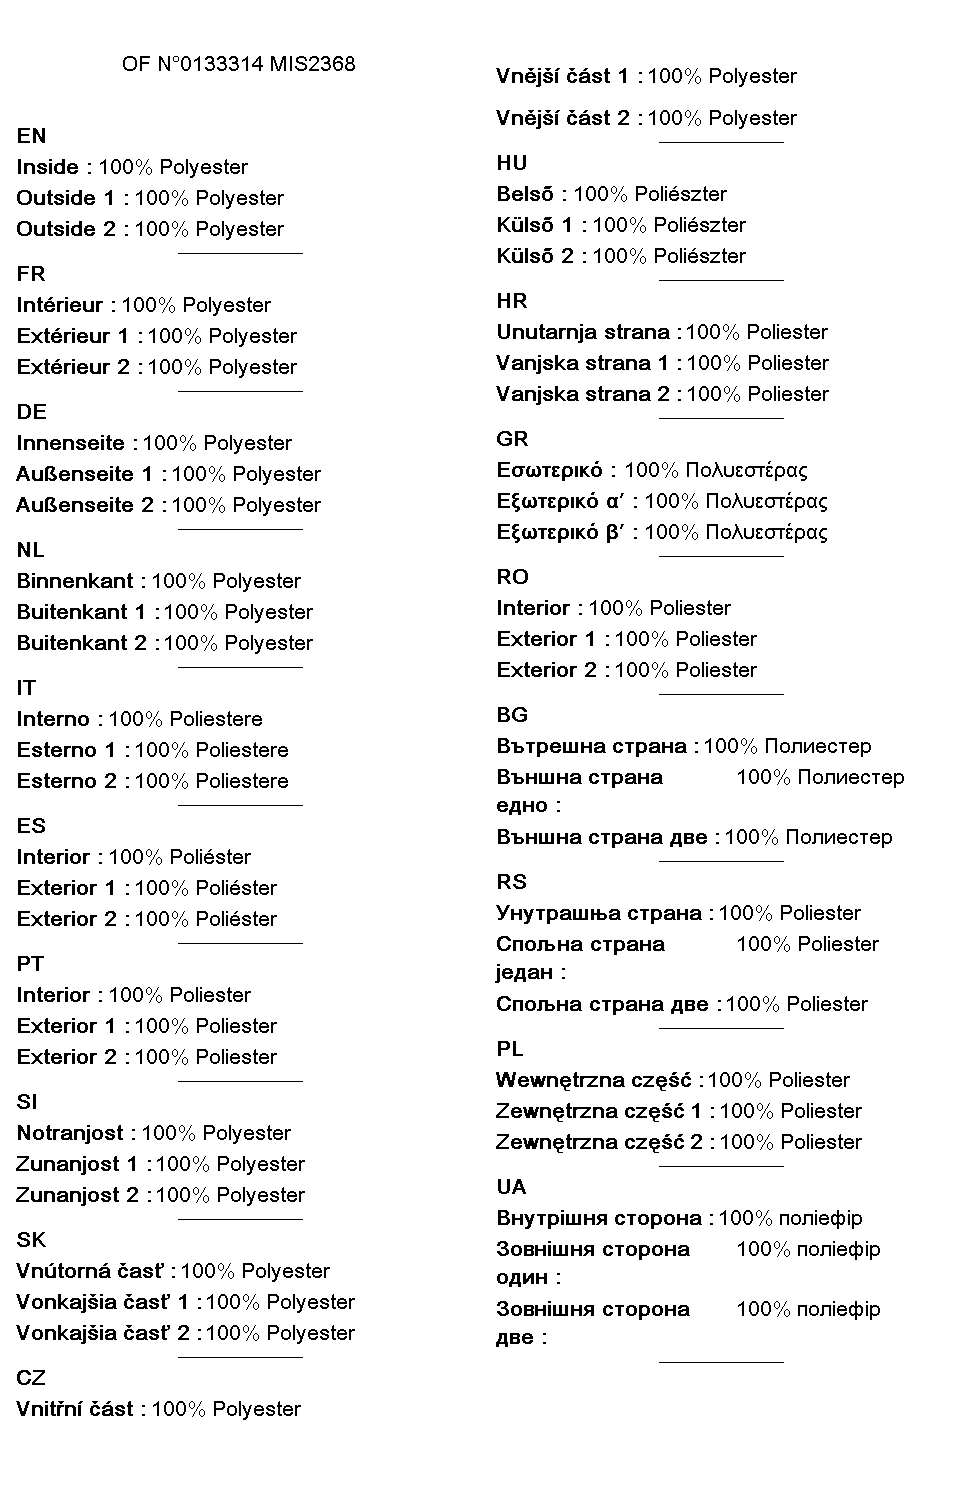 OF N°0133314 MIS2368
EN
Inside : 100% Polyester
Outside 1 : 100% Polyester
Outside 2 : 100% Polyester
FR
Intérieur : 100% Polyester
Extérieur 1 : 100% Polyester
Extérieur 2 : 100% Polyester
DE
Innenseite : 100% Polyester
Außenseite 1 : 100% Polyester
Außenseite 2 : 100% Polyester
NL
Binnenkant : 100% Polyester
Buitenkant 1 : 100% Polyester
Buitenkant 2 : 100% Polyester
IT
Interno : 100% Poliestere
Esterno 1 : 100% Poliestere
Esterno 2 : 100% Poliestere
ES
Interior : 100% Poliéster
Exterior 1 : 100% Poliéster
Exterior 2 : 100% Poliéster
PT
Interior : 100% Poliester
Exterior 1 : 100% Poliester
Exterior 2 : 100% Poliester
SI
Notranjost : 100% Polyester
Zunanjost 1 : 100% Polyester
Zunanjost 2 : 100% Polyester
SK
Vnútorná časť : 100% Polyester
Vonkajšia časť 1 : 100% Polyester
Vonkajšia časť 2 : 100% Polyester
CZ
Vnitřní část : 100% Polyester
Vnější část 1 : 100% Polyester
Vnější část 2 : 100% Polyester
HU
Belsõ : 100% Poliészter
Külsõ 1 : 100% Poliészter
Külsõ 2 : 100% Poliészter
HR
Unutarnja strana : 100% Poliester
Vanjska strana 1 : 100% Poliester
Vanjska strana 2 : 100% Poliester
GR
Εσωτερικό : 100% Πολυεστέρας
Εξωτερικό α’ : 100% Πολυεστέρας
Εξωτερικό β’ : 100% Πολυεστέρας
RO
Interior : 100% Poliester
Exterior 1 : 100% Poliester
Exterior 2 : 100% Poliester
BG
Вътрешна страна : 100% Полиестер
Външна страна 100% Полиестер
едно :
Външна страна две : 100% Полиестер
RS
Унутрашња страна : 100% Poliester
Спољна страна 100% Poliester
један :
Спољна страна две : 100% Poliester
PL
Wewnętrzna część : 100% Poliester
Zewnętrzna część 1 : 100% Poliester
Zewnętrzna część 2 : 100% Poliester
UA
Внутрішня сторона : 100% поліефір
Зовнішня сторона 100% поліефір
один :
Зовнішня сторона 100% поліефір
две :